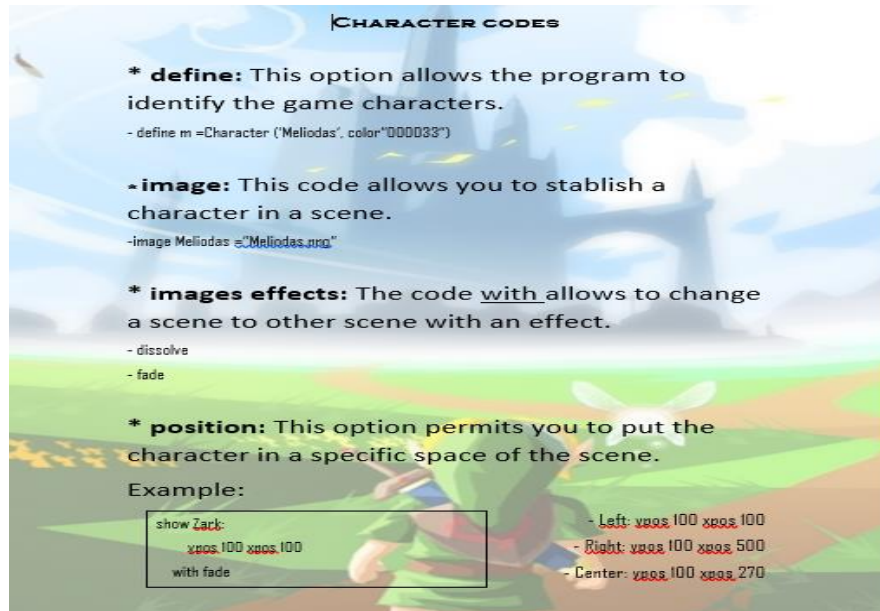 CHARACTER CODES
* define: This option allows the program to
identify the game characters.
- define m =Character ('Meliodas', color"000033")
* image: This code allows you to stablish a
character in a scene.
-image Meliodas ="Meliodas.png"
* images effects: The code with allows to change
a scene to other scene with an effect.
- dissolve
- fade
* position: This option permits you to put the
character in a specific space of the scene.
Example:
show Zark:
ypos 100 xpos 100
with fade
- Left: ypos 100 xpos 100
- Right: ypos 100 xpos 500
- Center: ypos 100 xpos 270